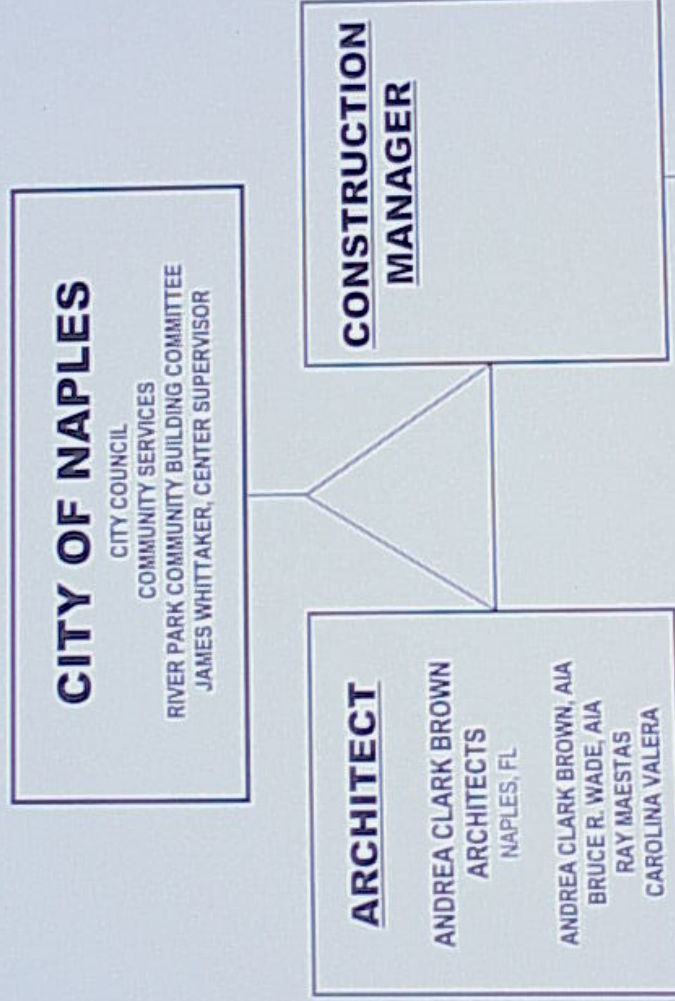 CITY OF NAPLES
CITY COUNCIL
COMMUNITY SERVICES
RIVER PARK COMMUNITY BUILDING COMMITTEE
JAMES WHITTAKER, CENTER SUPERVISOR
ARCHITECT
ANDREA CLARK BROWN
ARCHITECTS
NAPLES, FL
ANDREA CLARK BROWN, AIA
BRUCE R. WADE, AIA
RAY MAESTAS
CAROLINA VALERA
CONSTRUCTION
MANAGER